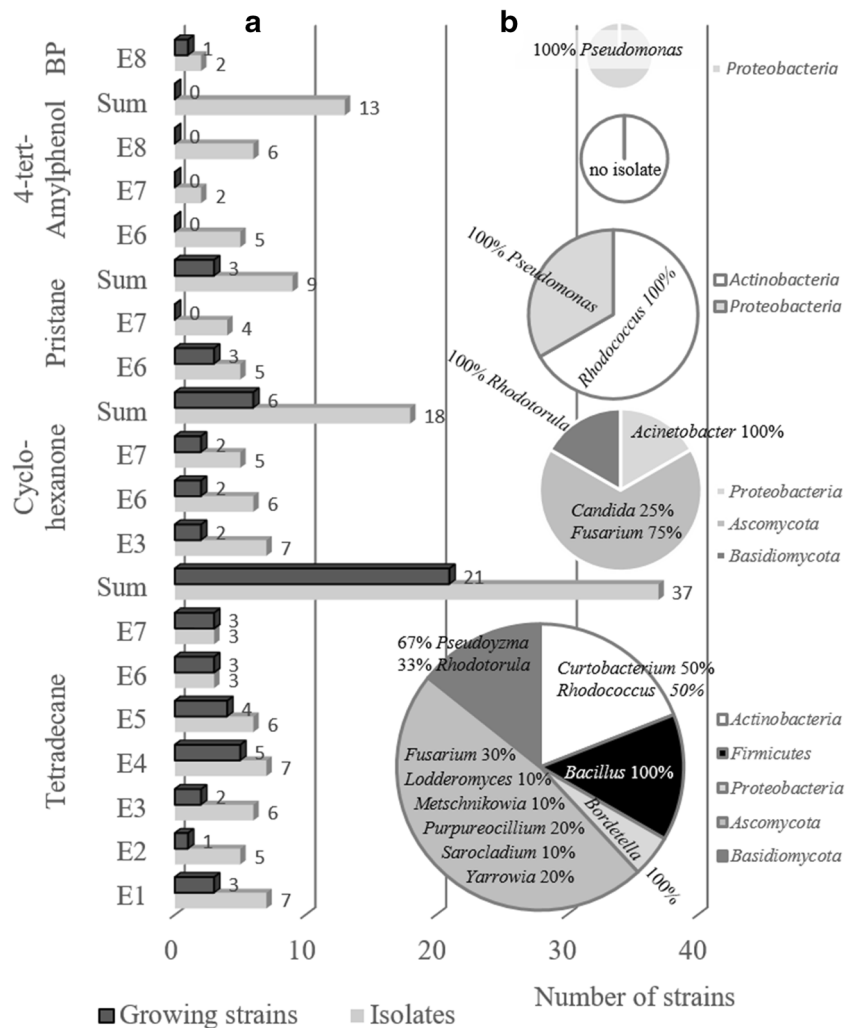 a
b
BP
E8
1
2
100% Pseudomonas
Proteobacteria
4-tert-
Amylphenol
Sum
0
13
E8
0
6
E7
0
2
E6
0
5
no isolate
Pristane
Sum
3
9
E7
0
4
E6
3
5
100% Pseudomonas
Rhodococcus 100%
Actinobacteria
Proteobacteria
Cyclo-
hexanone
Sum
6
18
E7
2
5
E6
2
6
E3
2
7
100% Rhodotorula
Acinetobacter 100%
Candida 25%
Fusarium 75%
Proteobacteria
Ascomycota
Basidiomycota
Tetradecane
Sum
21
37
E7
3
3
E6
3
3
E5
4
6
E4
5
7
E3
2
6
E2
1
5
E1
3
7
67% Pseudoyzma
33% Rhodotorula
Curtobacterium 50%
Rhodococcus 50%
Bacillus 100%
Bordetella 100%
Fusarium 30%
Lodderomyces 10%
Metschnikowia 10%
Purpureocillium 20%
Sarocladium 10%
Yarrowia 20%
Actinobacteria
Firmicutes
Proteobacteria
Ascomycota
Basidiomycota
0 10 20 30 40
Number of strains
Growing strains
Isolates